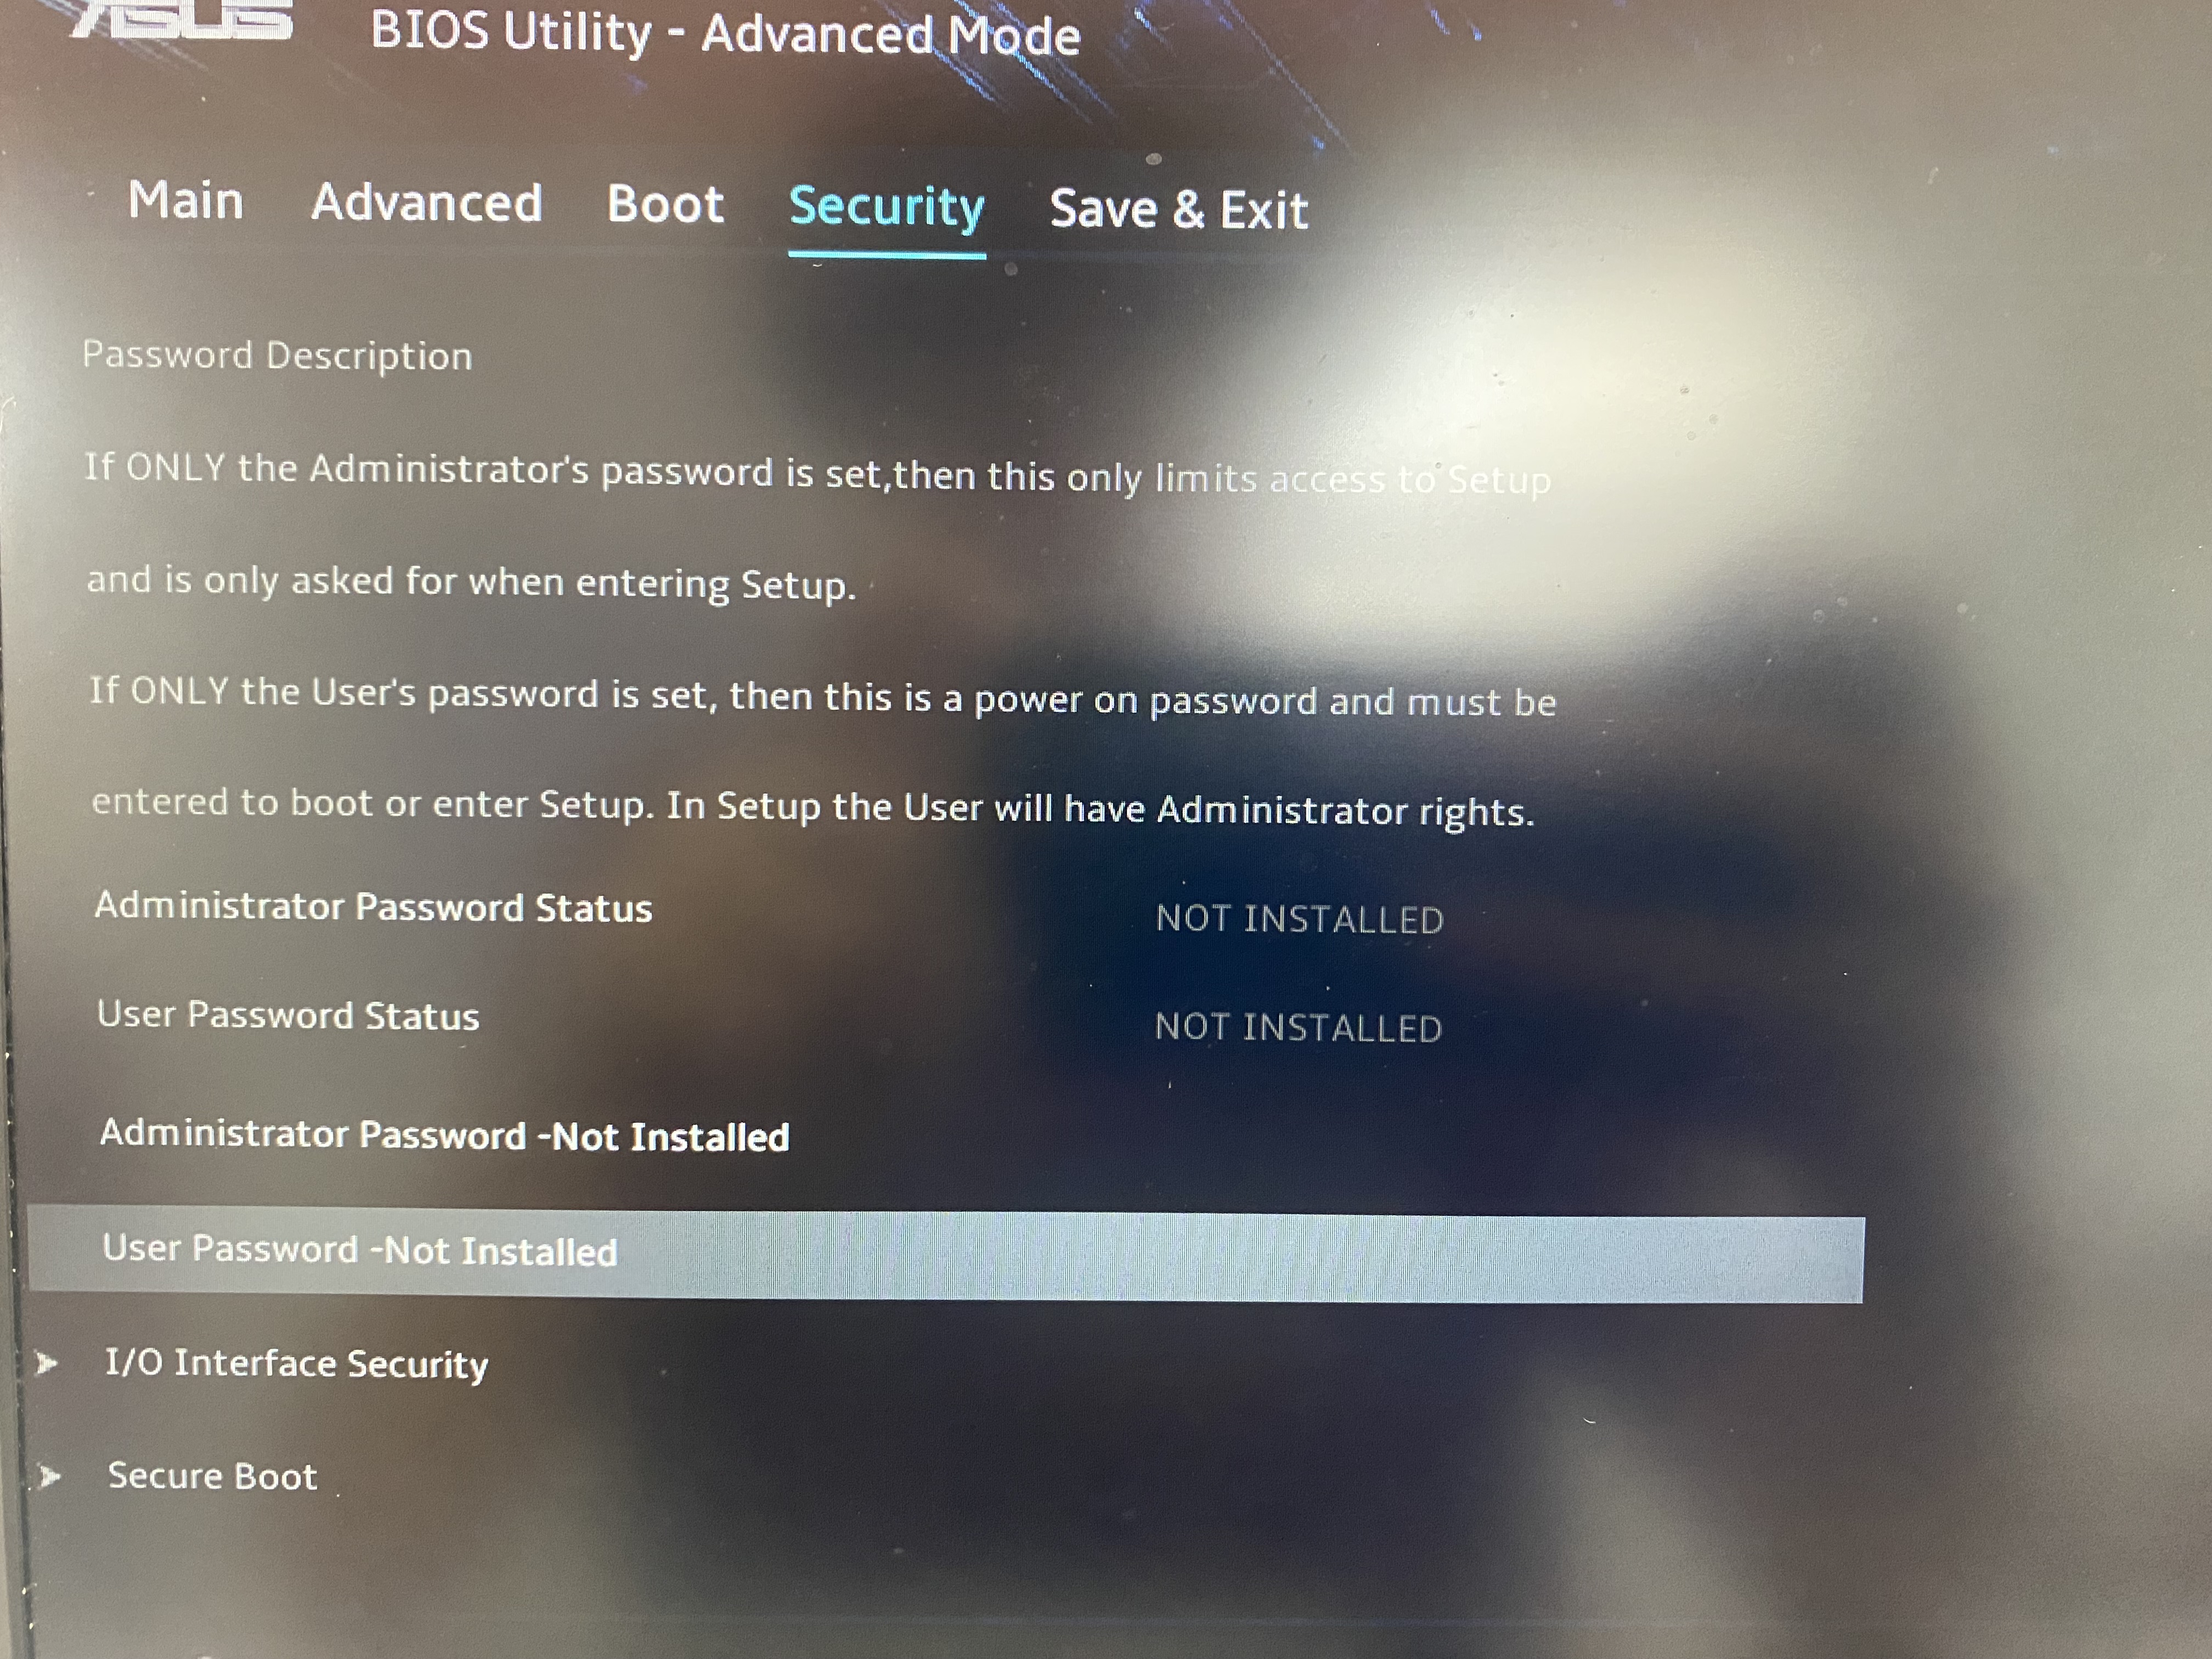 ASUS
BIOS Utility - Advanced Mode
Main Advanced Boot Security Save & Exit
Password Description
If ONLY the Administrator's password is set,then this only limits access to Setup
and is only asked for when entering Setup.
If ONLY the User's password is set, then this is a power on password and must be
entered to boot or enter Setup. In Setup the User will have Administrator rights.
Administrator Password Status NOT INSTALLED
User Password Status NOT INSTALLED
Administrator Password -Not Installed
User Password -Not Installed
I/O Interface Security
Secure Boot